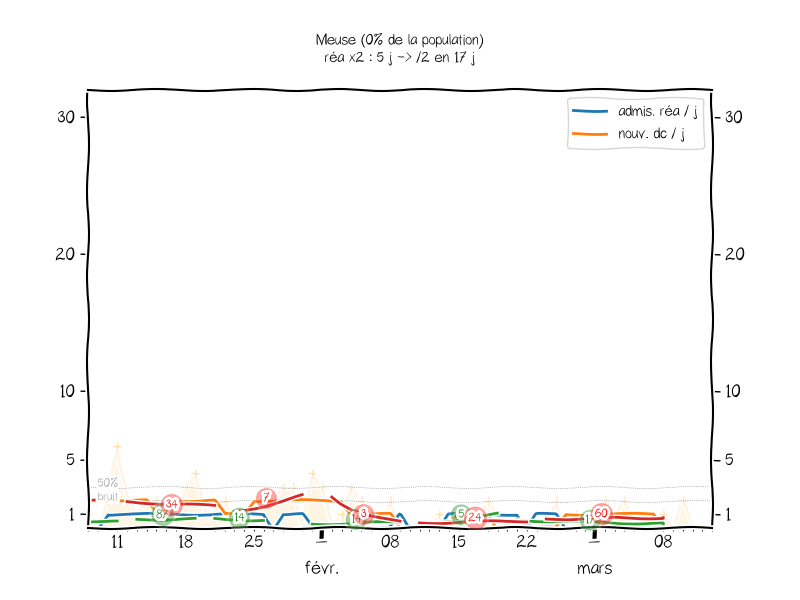 Meuse (0% de la population)
réa x2 : 5 j -> /2 en 17 j
admis. réa / j
nouv. dc / j
30 30
20 20
10 10
5 5
1 1
50%
bruit
34
87
14
7
3
5
24
60
11 18 25 08 15 22 08
févr. mars